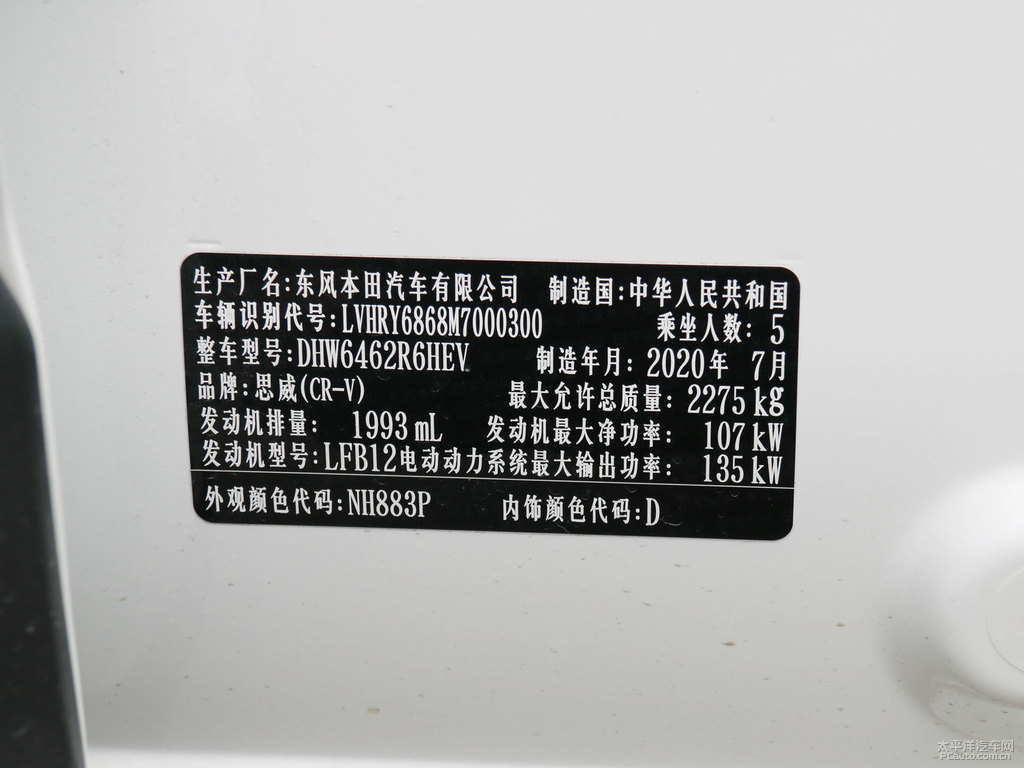 生产厂名:东风本田汽车有限公司 制造国:中华人民共和国
车辆识别代号:LVHRY6868M7000300 乘坐人数: 5
整车型号:DHW6462R6HEV 制造年月: 2020年 7月
品牌:思威(CR-V) 最大允许总质量: 2275kg
发动机排量: 1993mL 发动机最大净功率: 107kW
发动机型号:LFB12电动动力系统最大输出功率: 135kW
外观颜色代码:NH883P 内饰颜色代码:D
太平洋汽车网
PCauto.com.cn